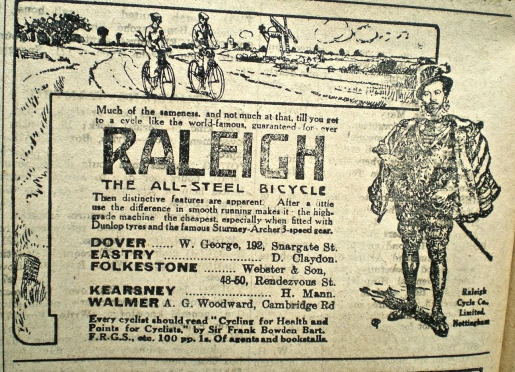 Much of the sameness, and not much at that, till you get
to a cycle like the world-famous, guaranteed for ever
RALEIGH
THE ALL-STEEL BICYCLE
Then distinctive features are apparent. After a little
use the difference in smooth running makes it - the high-
grade machine the cheapest, especially when fitted with
Dunlop tyres and the famous Sturmey-Archer 3-speed gear.
DOVER ...... W. George, 192, Snargate St.
EASTRY ........................ D. Claydon.
FOLKESTONE .......... Webster & Son,
48-50, Rendezvous St.
KEARSNEY .................. H. Mann.
WALMER A. G. Woodward, Cambridge Rd
Every cyclist should read "Cycling for Health and
Points for Cyclists," by Sir Frank Bowden Bart.
F.R.G.S., etc. 100 pp. 1s. Of agents and bookstalls.
Raleigh
Cycle Co.,
Limited,
Nottingham